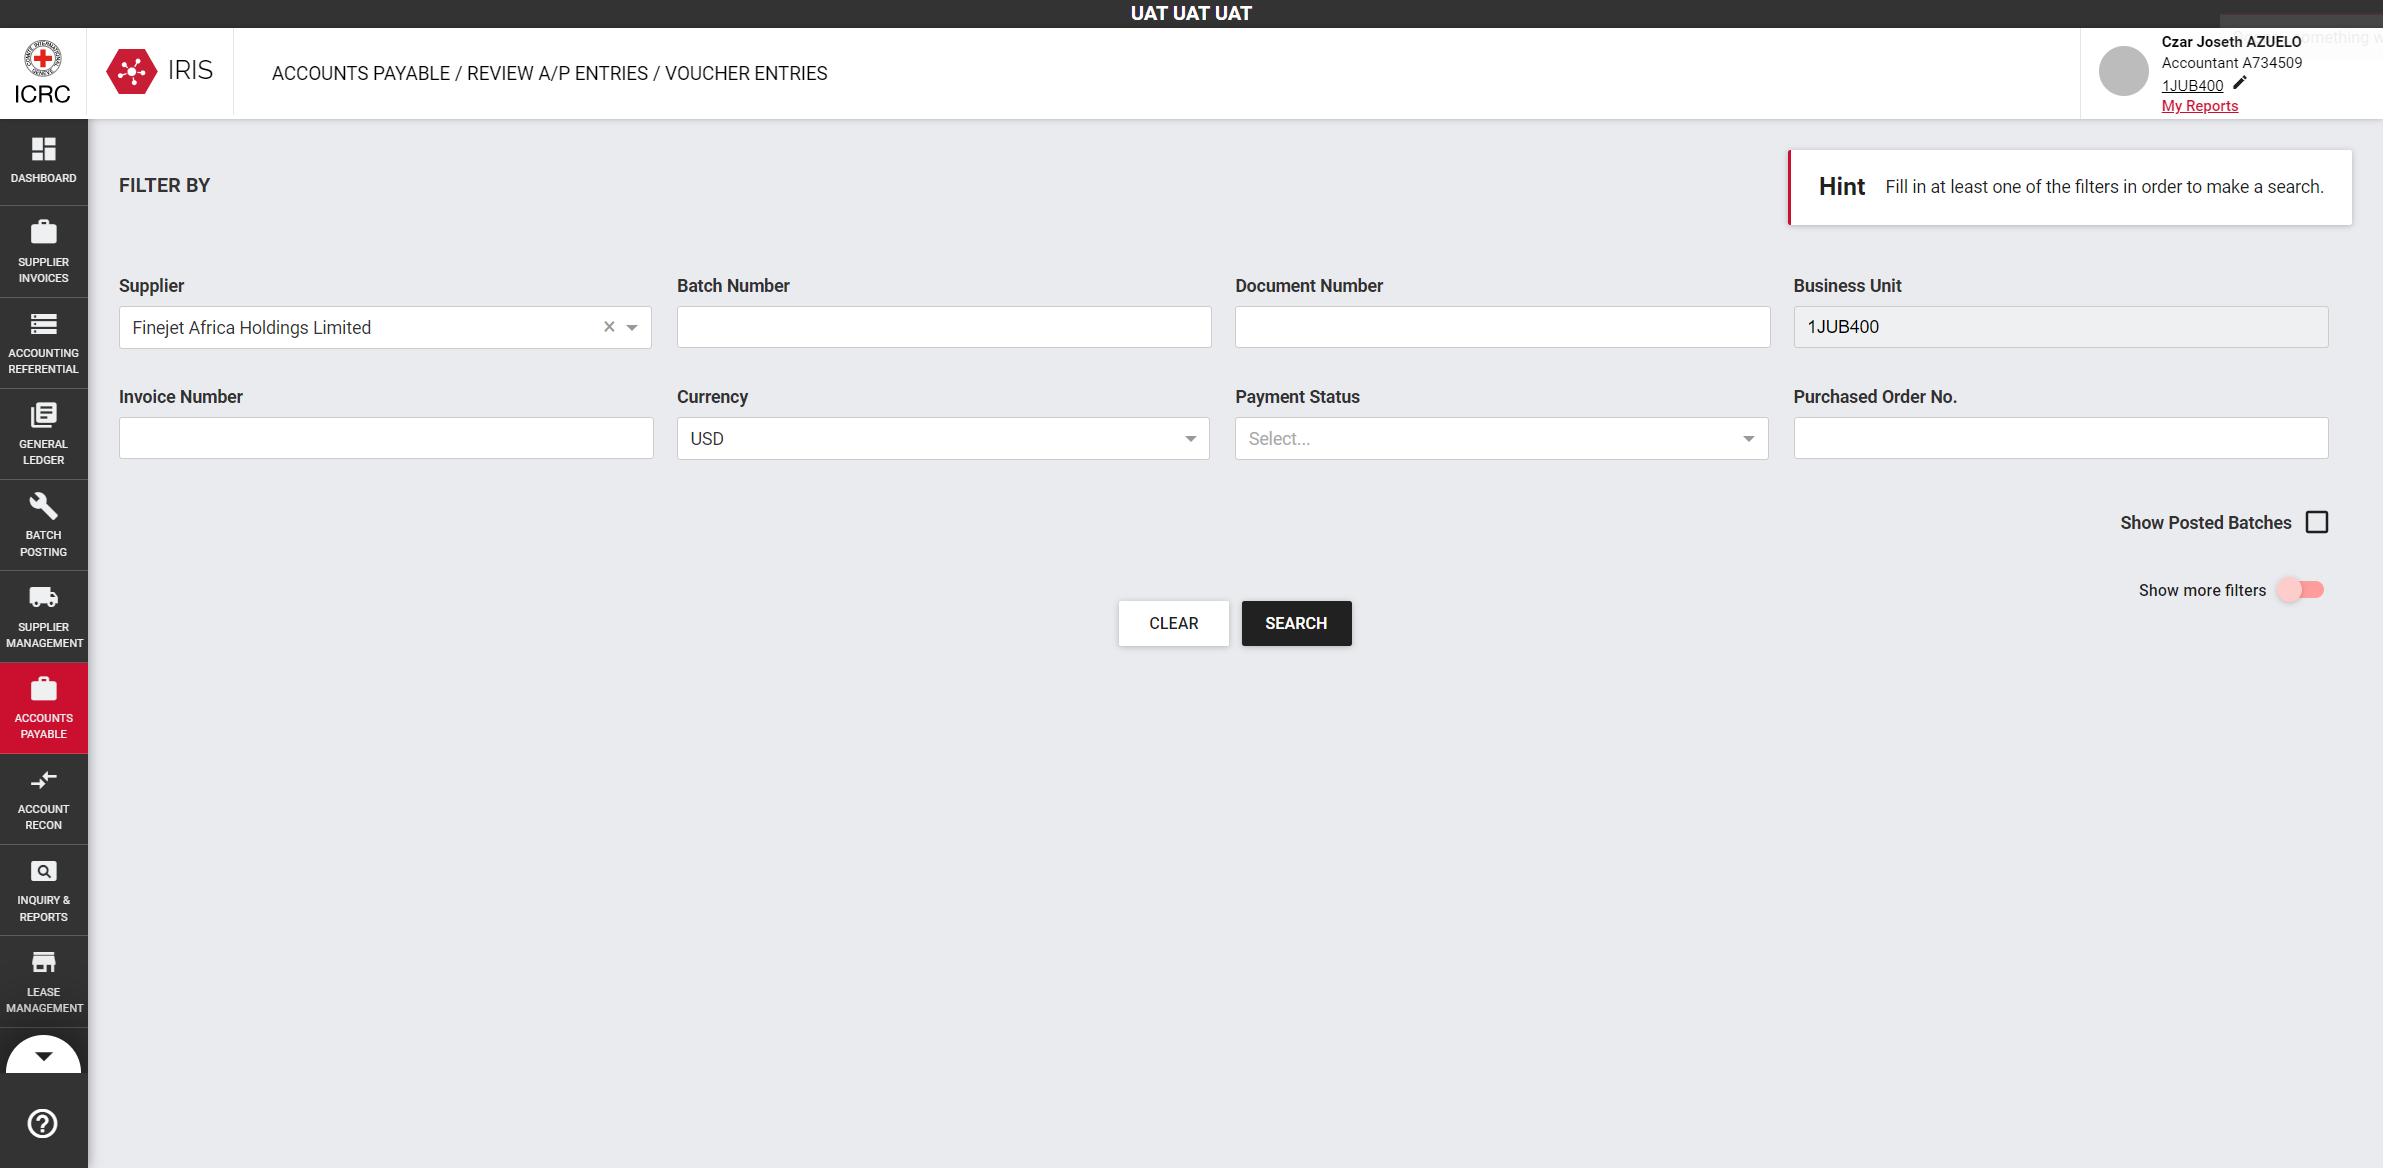 UAT UAT UAT
ICRC
IRIS
ACCOUNTS PAYABLE / REVIEW A/P ENTRIES / VOUCHER ENTRIES
Czar Joseth AZUELO
Accountant A734509
1JUB400
My Reports
DASHBOARD
SUPPLIER
INVOICES
ACCOUNTING
REFERENTIAL
GENERAL
LEDGER
BATCH
POSTING
SUPPLIER
MANAGEMENT
ACCOUNTS
PAYABLE
ACCOUNT
RECON
INQUIRY &
REPORTS
LEASE
MANAGEMENT
FILTER BY
Hint Fill in at least one of the filters in order to make a search.
Supplier
Finejet Africa Holdings Limited
Batch Number
Document Number
Business Unit
1JUB400
Invoice Number
Currency
USD
Payment Status
Select...
Purchased Order No.
Show Posted Batches
Show more filters
CLEAR
SEARCH